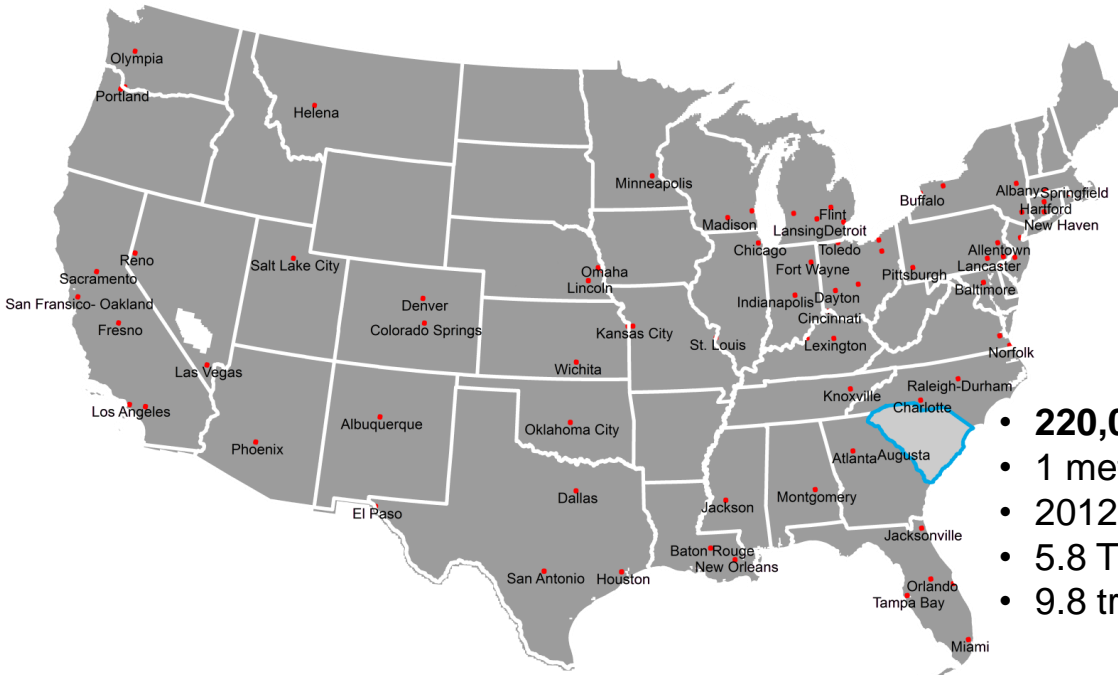 Olympia
Portland
Helena
Minneapolis
Buffalo
Albany
Springfield
Hartford
New Haven
Madison
Flint
Lansing
Detroit
Chicago
Toledo
Allentown
Reno
Salt Lake City
Omaha
Fort Wayne
Pittsburgh
Lancaster
Sacramento
Lincoln
Baltimore
San Fransico- Oakland
Denver
Indianapolis
Dayton
Fresno
Colorado Springs
Kansas City
Cincinnati
St. Louis
Lexington
Norfolk
Las Vegas
Wichita
Raleigh-Durham
Knoxville
Charlotte
Los Angeles
Albuquerque
Oklahoma City
Phoenix
Atlanta
Augusta
Dallas
Montgomery
El Paso
Jackson
Jacksonville
Baton Rouge
New Orleans
San Antonio
Houston
Orlando
Tampa Bay
Miami
• 220,0
• 1 me
• 2012
• 5.8 T
• 9.8 tr